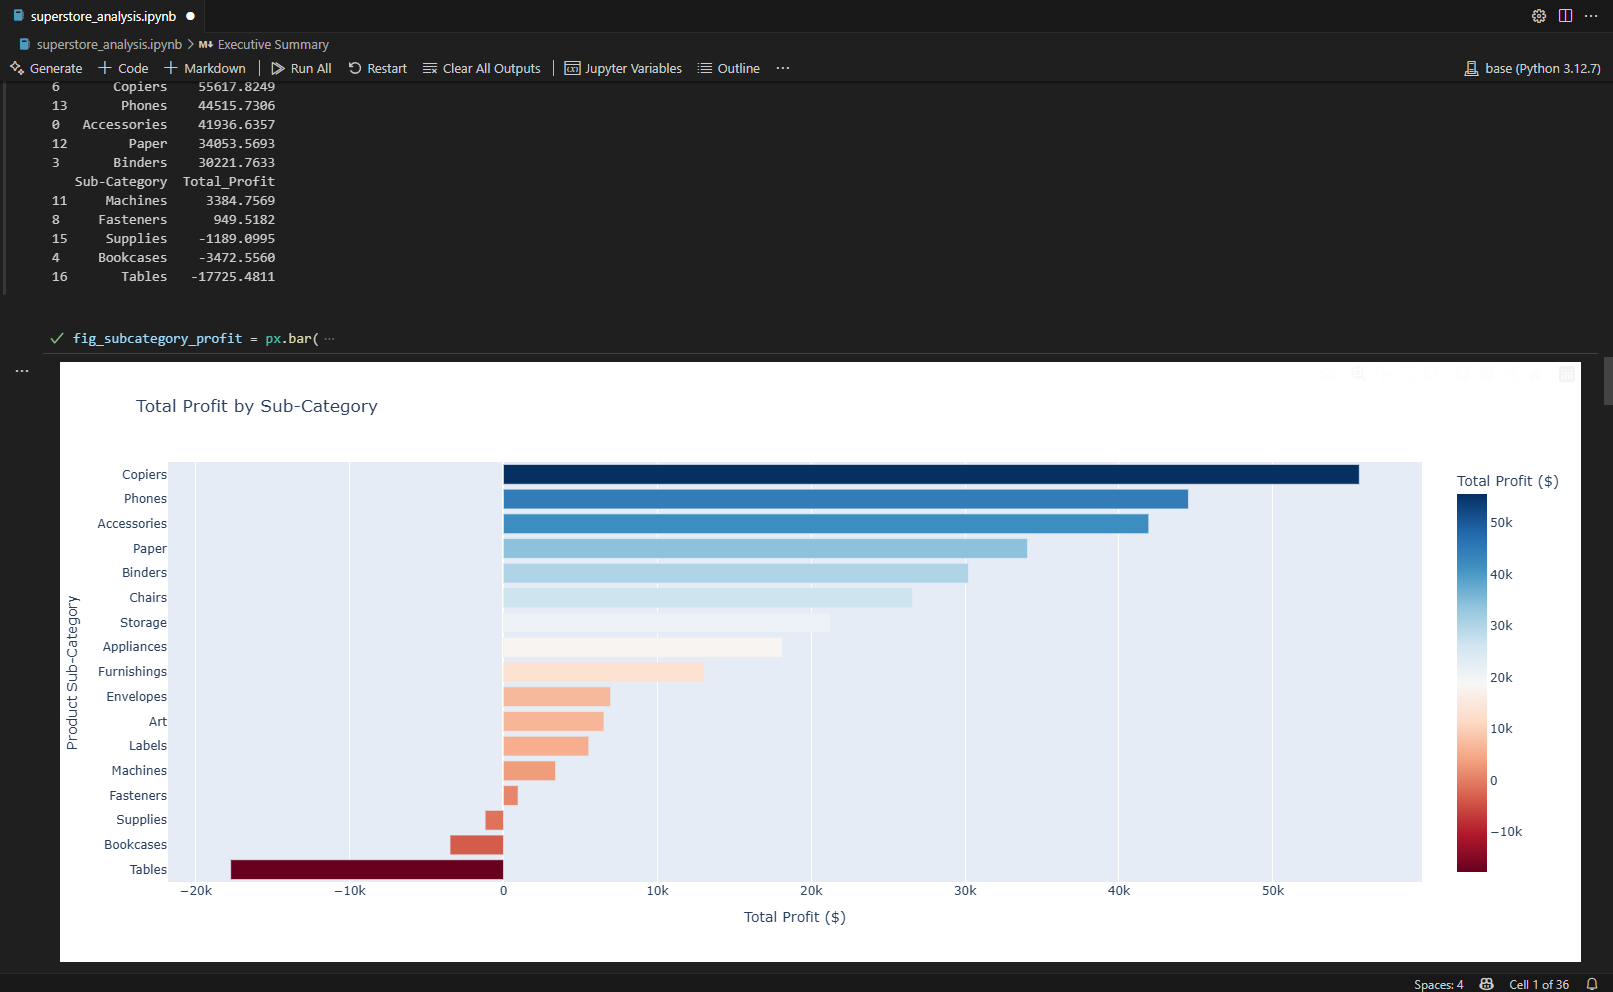 superstore_analysis.ipynb
superstore_analysis.ipynb > M↓ Executive Summary
Generate + Code + Markdown | Run All Restart Clear All Outputs | Jupyter Variables Outline ... base (Python 3.12.7)
6 Copiers 55617.8249
13 Phones 44515.7306
0 Accessories 41936.6357
12 Paper 34053.5693
3 Binders 30221.7633
Sub-Category Total_Profit
11 Machines 3384.7569
8 Fasteners 949.5182
15 Supplies -1189.0995
4 Bookcases -3472.5560
16 Tables -17725.4811
fig_subcategory_profit = px.bar( ...
Total Profit by Sub-Category
Product Sub-Category
Copiers
Phones
Accessories
Paper
Binders
Chairs
Storage
Appliances
Furnishings
Envelopes
Art
Labels
Machines
Fasteners
Supplies
Bookcases
Tables
−20k −10k 0 10k 20k 30k 40k 50k
Total Profit ($)
Total Profit ($)
50k
40k
30k
20k
10k
0
−10k
Spaces: 4 Cell 1 of 36